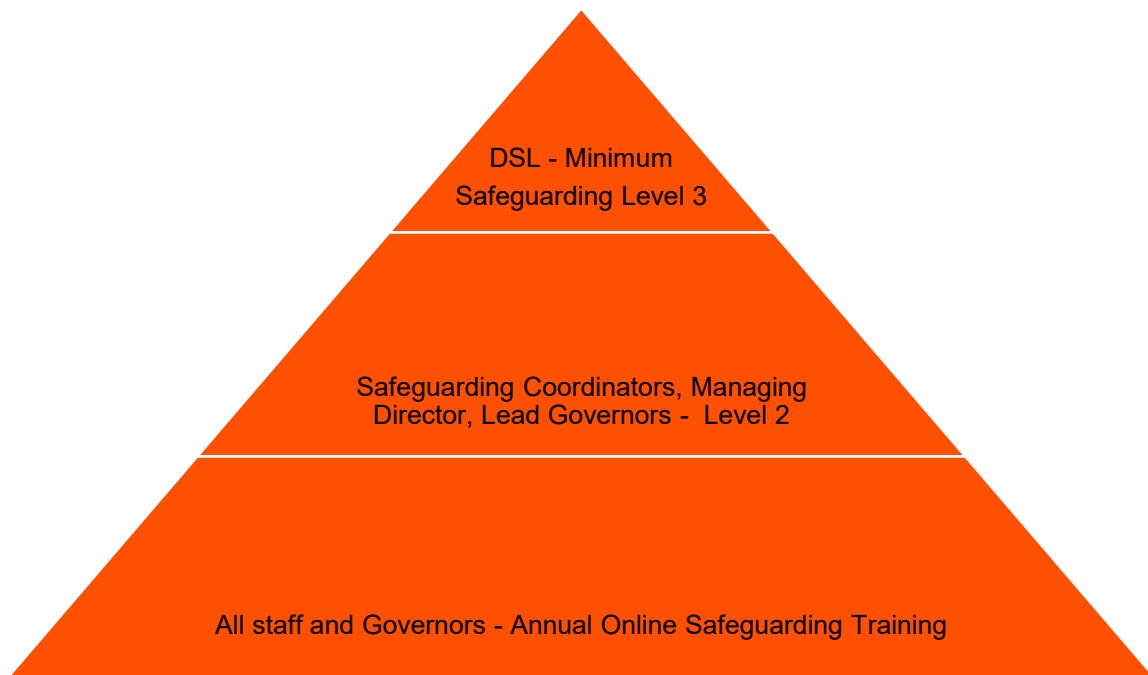 DSL - Minimum
Safeguarding Level 3
Safeguarding Coordinators, Managing
Director, Lead Governors -  Level 2
All staff and Governors - Annual Online Safeguarding Training